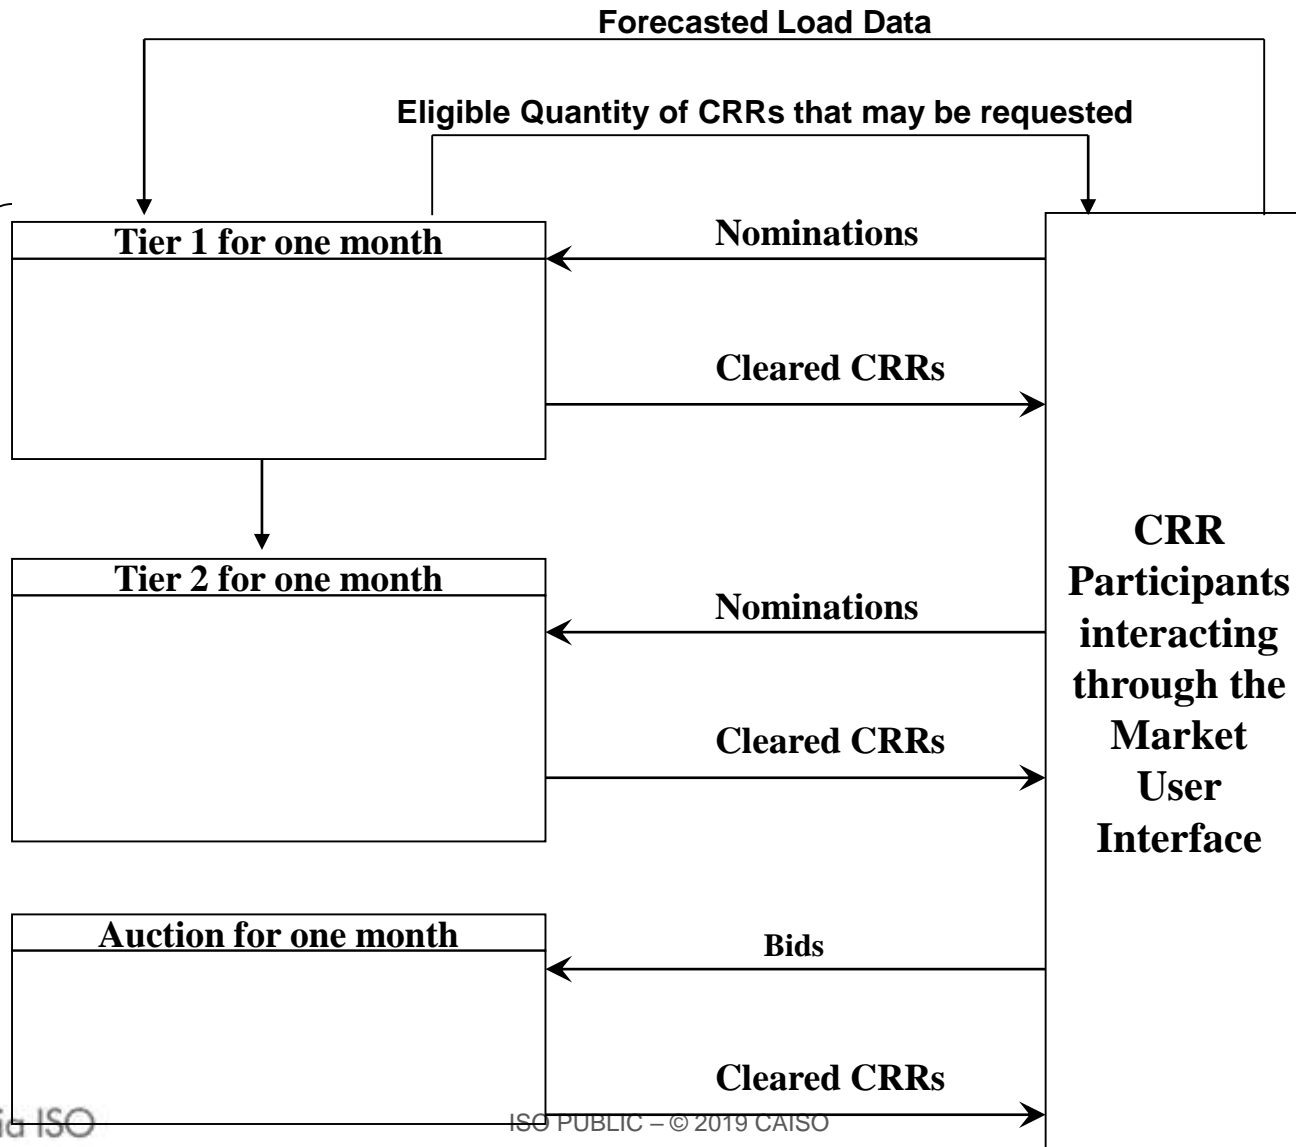 Forecasted Load Data
Eligible Quantity of CRRs that may be requested
Tier 1 for one month
Nominations
Cleared CRRs
Tier 2 for one month
Nominations
Cleared CRRs
CRR
Participants
interacting
through the
Market
User
Interface
Auction for one month
Bids
Cleared CRRs
ia ISO
ISO PUBLIC – © 2019 CAISO